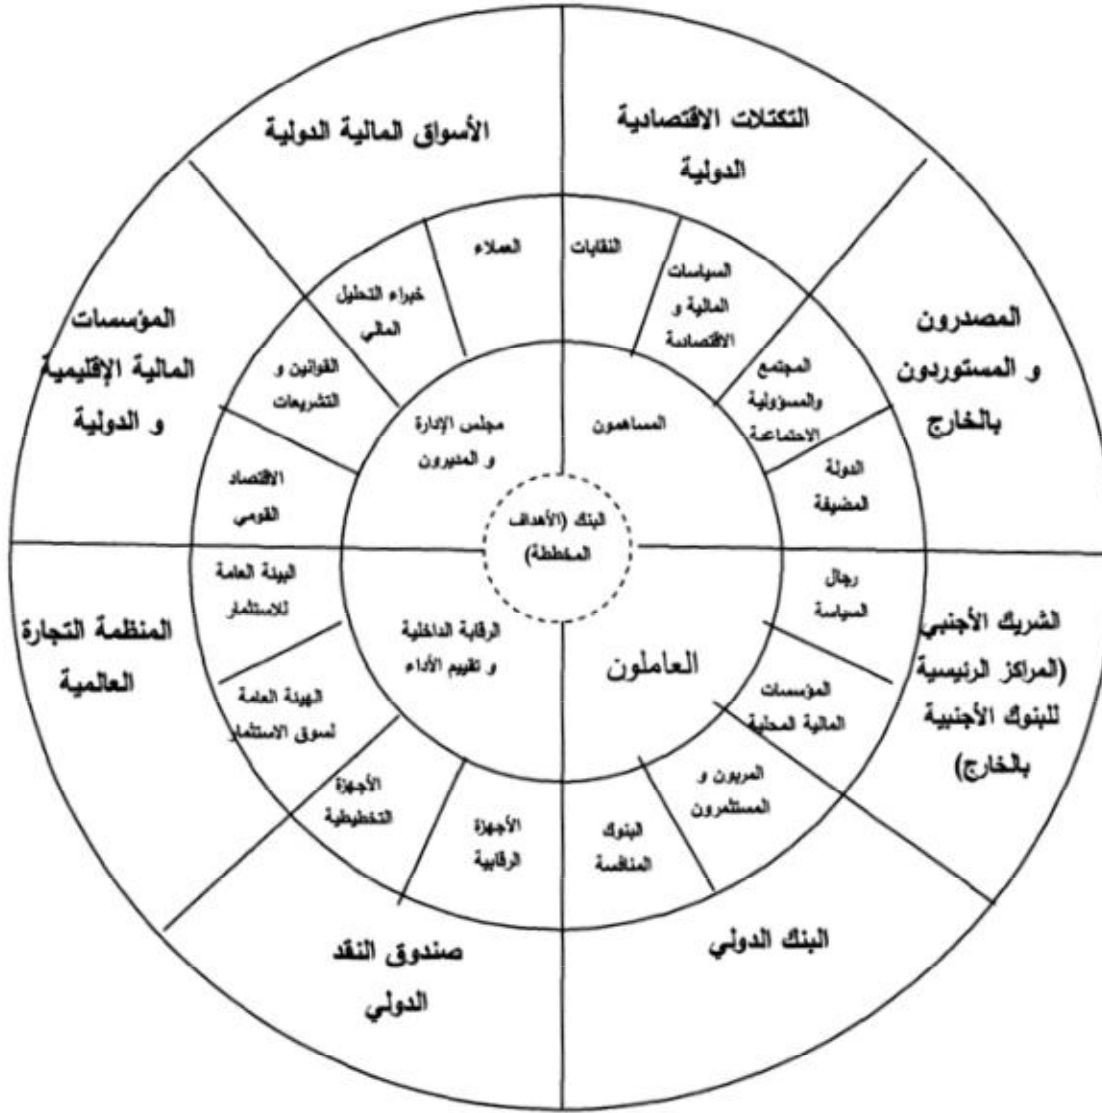 التكتلات الاقتصادية
الدولية
الأسواق المالية الدولية
المصدرون
و المستوردون
بالخارج
المؤسسات
المالية الإقليمية
و الدولية
الشريك الأجنبي
(المراكز الرئيسية
للبنوك الأجنبية
بالخارج)
المنظمة التجارة
العالمية
البنك الدولي
صندوق النقد
الدولي
النقابات
العملاء
السياسات
المالية و
الاقتصادية
خبراء التحليل
المالي
المجتمع
والمسؤولية
الاجتماعية
القوانين و
التشريعات
الدولة
المضيفة
الاقتصاد
القومي
رجال
السياسة
البيئة العامة
للاستثمار
المؤسسات
المالية المحلية
الهيئة العامة
لسوق الاستثمار
المربون و
المستثمرون
الأجهزة
التخطيطية
البنوك
المنافسة
الأجهزة
الرقابية
المساهمون
مجلس الإدارة
و المديرون
العاملون
الرقابة الداخلية
و تقييم الأداء
البنك (الأهداف
المخططة)